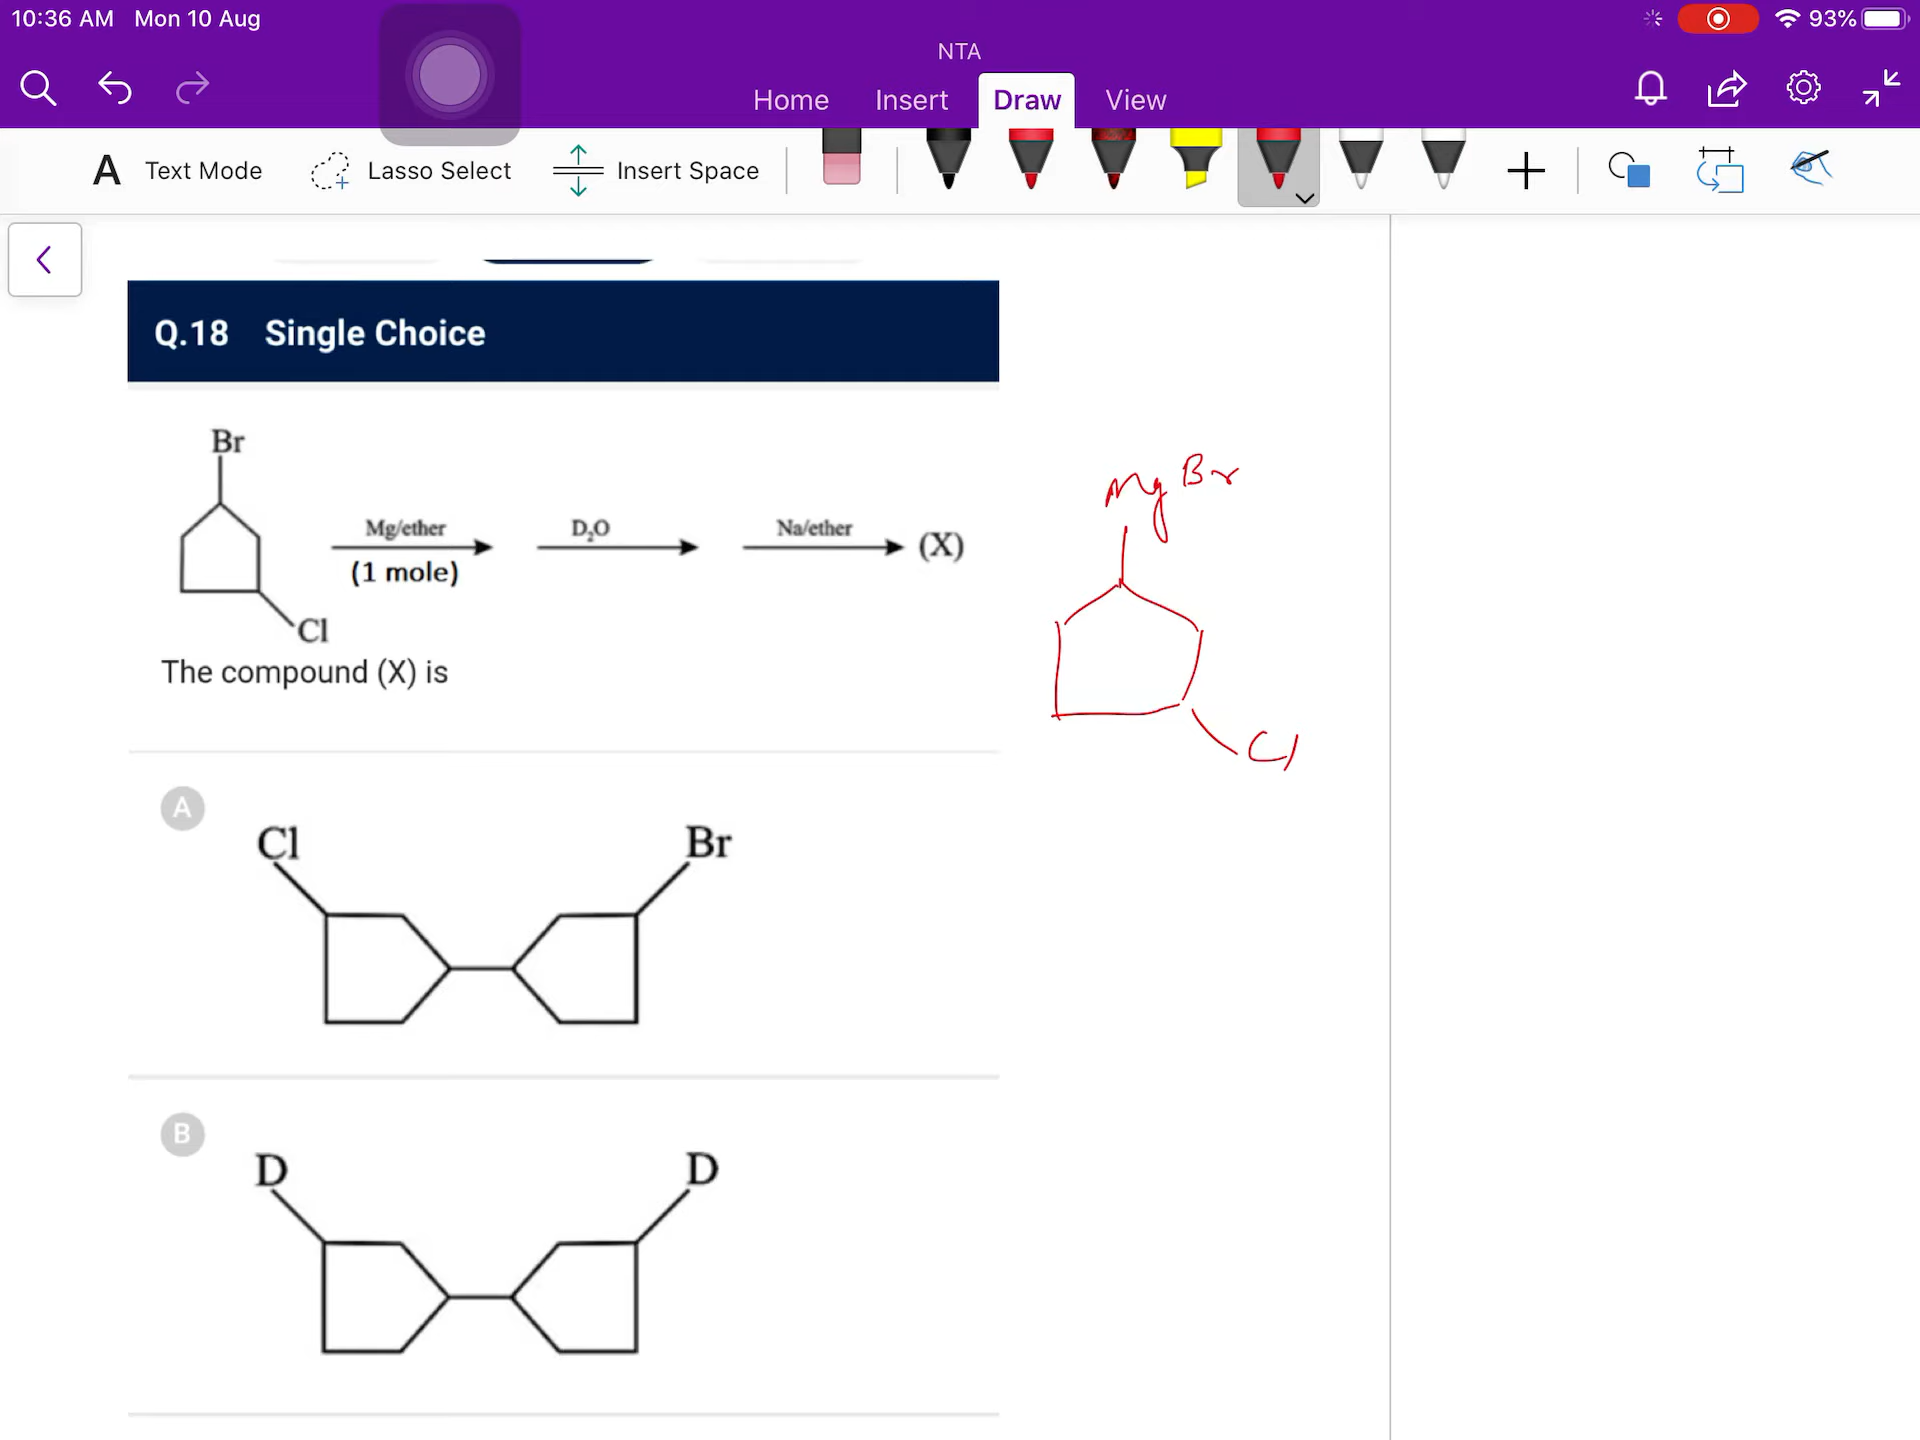 10:36 AM Mon 10 Aug
93%
NTA
Home Insert Draw View
A Text Mode Lasso Select Insert Space
Q.18 Single Choice
Br
Mg/ether
(1 mole)
D₂O
Na/ether
(X)
Cl
The compound (X) is
MgBr
Cl
A
Cl Br
B
D D